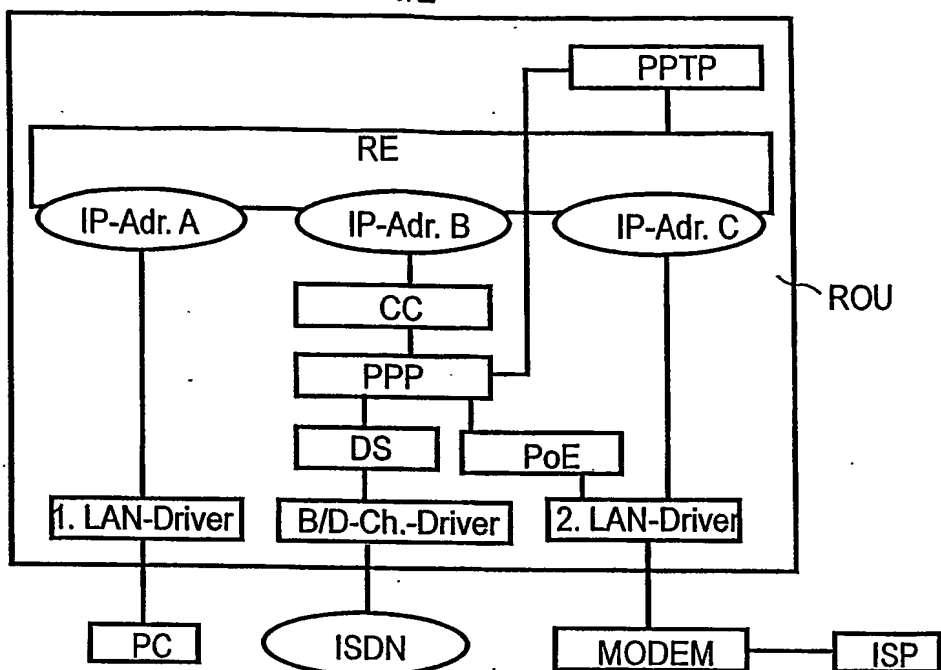 PPTP
RE
IP-Adr. A
IP-Adr. B
IP-Adr. C
CC
ROU
PPP
DS
PoE
1. LAN-Driver
B/D-Ch.-Driver
2. LAN-Driver
PC
ISDN
MODEM
ISP